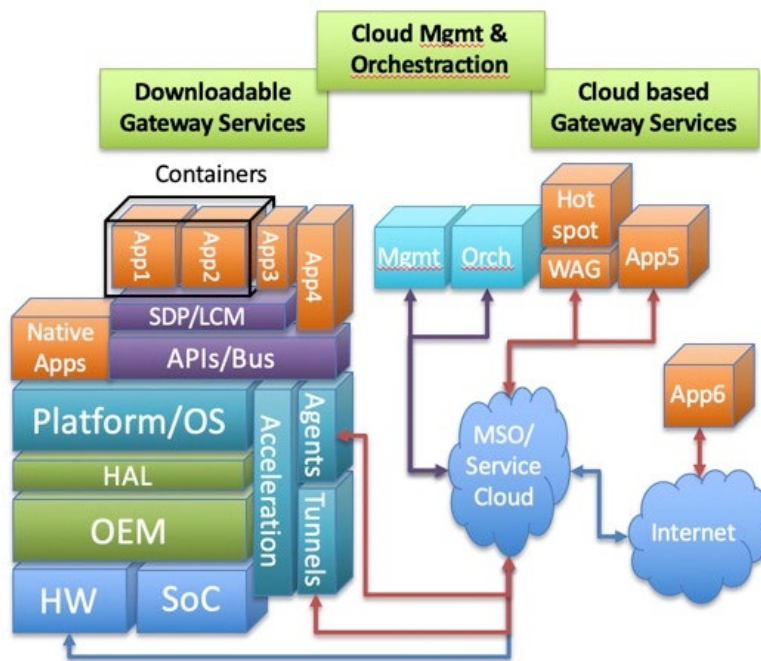 Cloud Mgmt &
Orchestraction
Downloadable
Gateway Services
Cloud based
Gateway Services
Containers
App1
App2
App3
App4
SDP/LCM
Native
Apps
APIs/Bus
Platform/OS
HAL
OEM
HW
SoC
Acceleration
Agents
Tunnels
Mgmt
Orch
Hot
spot
WAG
App5
MSO/
Service
Cloud
App6
Internet